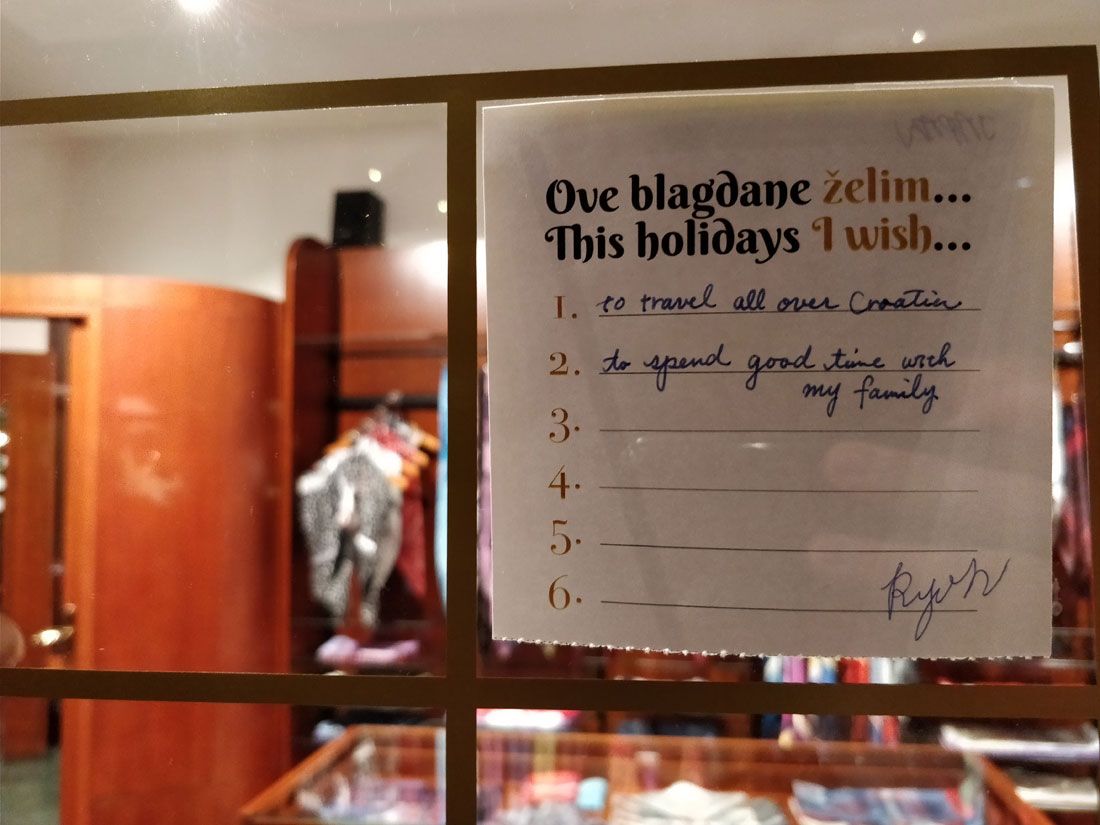 Ove blagdane želim...
This holidays I wish...
1. to travel all over Croatia
2. to spend good time with
my family
3.
4.
5.
6.